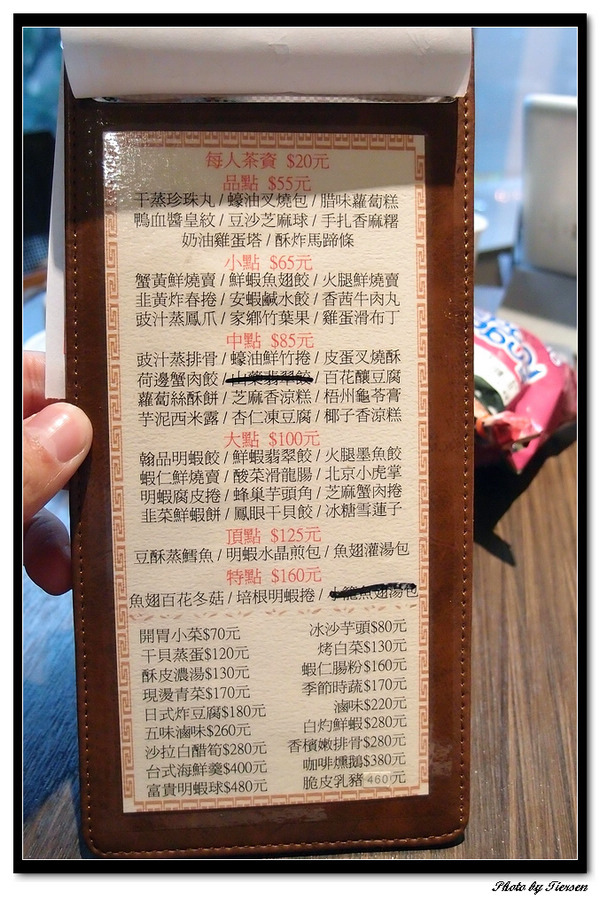 每人茶資 $20元
品點 $55元
干蒸珍珠丸 / 蠔油叉燒包 / 腊味蘿蔔糕
鴨血醬皇紋 / 豆沙芝麻球 / 手扎香麻糬
奶油雞蛋塔 / 酥炸馬蹄條
小點 $65元
蟹黃鮮燒賣 / 鮮蝦魚翅餃 / 火腿鮮燒賣
韭黃炸春捲 / 安蝦鹹水餃 / 香茜牛肉丸
豉汁蒸鳳爪 / 家鄉竹葉果 / 雞蛋滑布丁
中點 $85元
豉汁蒸排骨 / 蠔油鮮竹捲 / 皮蛋叉燒酥
荷邊蟹肉餃 / 山藥翡翠餃 / 百花釀豆腐
蘿蔔絲酥餅 / 芝麻香涼糕 / 梧州龜苓膏
芋泥西米露 / 杏仁凍豆腐 / 椰子香涼糕
大點 $100元
翰品明蝦餃 / 鮮蝦翡翠餃 / 火腿墨魚餃
蝦仁鮮燒賣 / 酸菜滑龍腸 / 北京小虎掌
明蝦腐皮捲 / 蜂巢芋頭角 / 芝麻蟹肉捲
韭菜鮮蝦餅 / 鳳眼干貝餃 / 冰糖雪蓮子
頂點 $125元
豆酥蒸鱈魚 / 明蝦水晶煎包 / 魚翅灌湯包
特點 $160元
魚翅百花冬菇 / 培根明蝦捲 / 小籠魚翅湯包
開胃小菜$70元
干貝蒸蛋$120元
酥皮濃湯$130元
現燙青菜$170元
日式炸豆腐$180元
五味滷味$260元
沙拉白醋筍$280元
台式海鮮羹$400元
富貴明蝦球$480元
冰沙芋頭$80元
烤白菜$130元
蝦仁腸粉$160元
季節時蔬$170元
滷味$220元
白灼鮮蝦$280元
香檳嫩排骨$280元
咖啡燻鵝$380元
脆皮乳豬460元
Photo by Tiersen